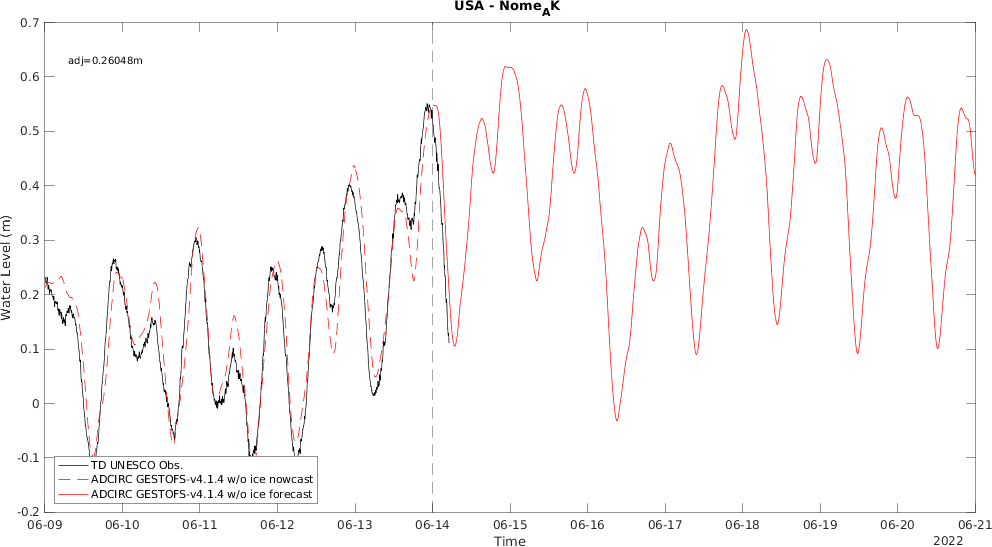 USA - Nome_AK
adj=0.26048m
0.7
0.6
0.5
0.4
0.3
0.2
0.1
0
-0.1
-0.2
Water Level (m)
TD UNESCO Obs.
ADCIRC GESTOFS-v4.1.4 w/o ice nowcast
ADCIRC GESTOFS-v4.1.4 w/o ice forecast
06-09 06-10 06-11 06-12 06-13 06-14 06-15 06-16 06-17 06-18 06-19 06-20 06-21
Time
2022